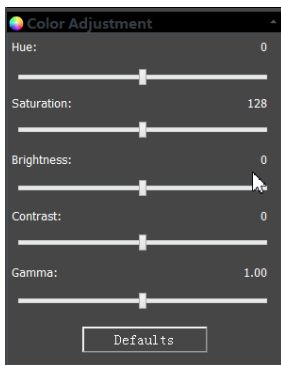 Color Adjustment
Hue: 0
Saturation: 128
Brightness: 0
Contrast: 0
Gamma: 1.00
Defaults